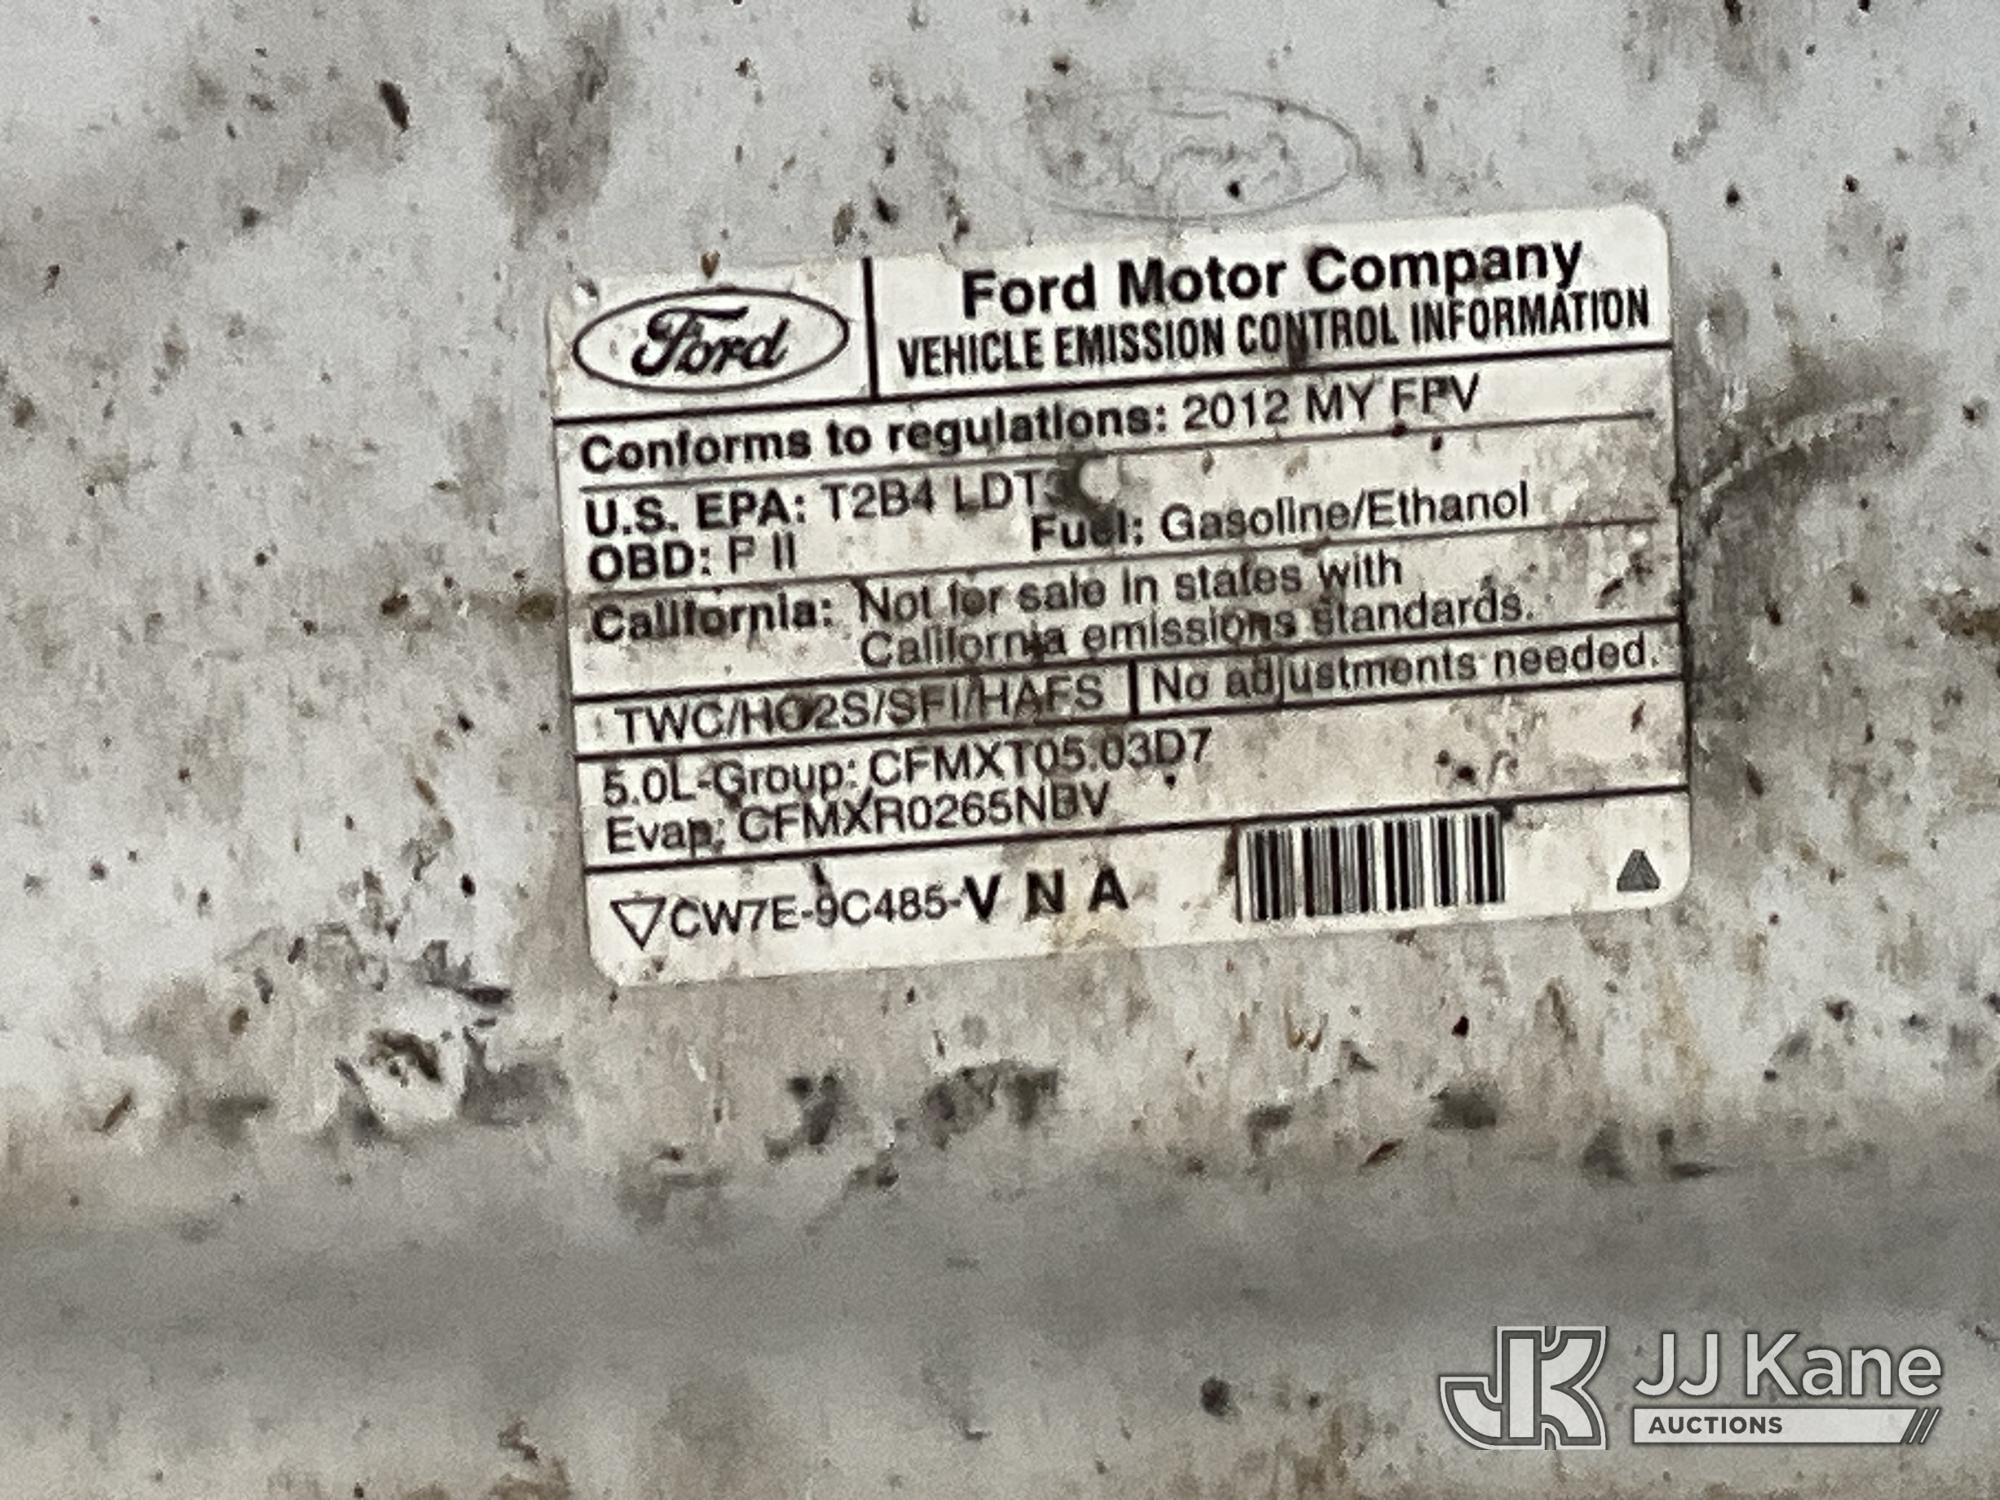 Ford
Ford Motor Company
VEHICLE EMISSION CONTROL INFORMATION
Conforms to regulations: 2012 MY FFV
U.S. EPA: T2B4 LDT3
OBD: P II
Fuel: Gasoline/Ethanol
California: Not for sale in states with
California emissions standards.
TWC/HO2S/SFI/HAFS
No adjustments needed.
5.0L-Group: CFMXT05.03D7
Evap: CFMXR0265NBV
CW7E-9C485-V N A
JK
JJ Kane
AUCTIONS